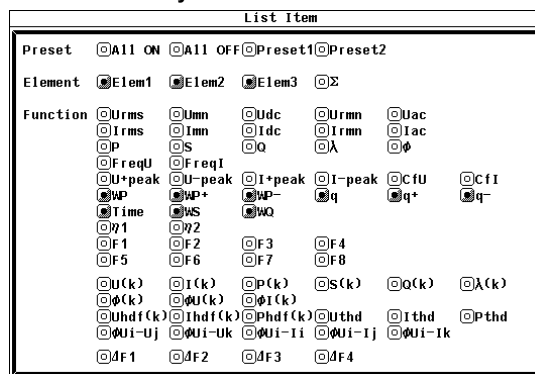 List Item
Preset All ON All OFF Preset1 Preset2
Element Elem1 Elem2 Elem3 Σ
Function Urms Umn Udc Urmn Uac
Irms Imn Idc Irmn Iac
P S Q λ ϕ
FreqU FreqI
U+peak U-peak I+peak I-peak CfU CfI
WP WP+ WP- q q+ q-
Time WS WQ
η1 η2
F1 F2 F3 F4
F5 F6 F7 F8
U(k) I(k) P(k) S(k) Q(k) λ(k)
ϕ(k) ϕU(k) ϕI(k)
Uhdf(k) Ihdf(k) Phdf(k) Uthd Ithd Pthd
ϕUi-Uj ϕUi-Uk ϕUi-Ii ϕUi-Ij ϕUi-Ik
ΔF1 ΔF2 ΔF3 ΔF4